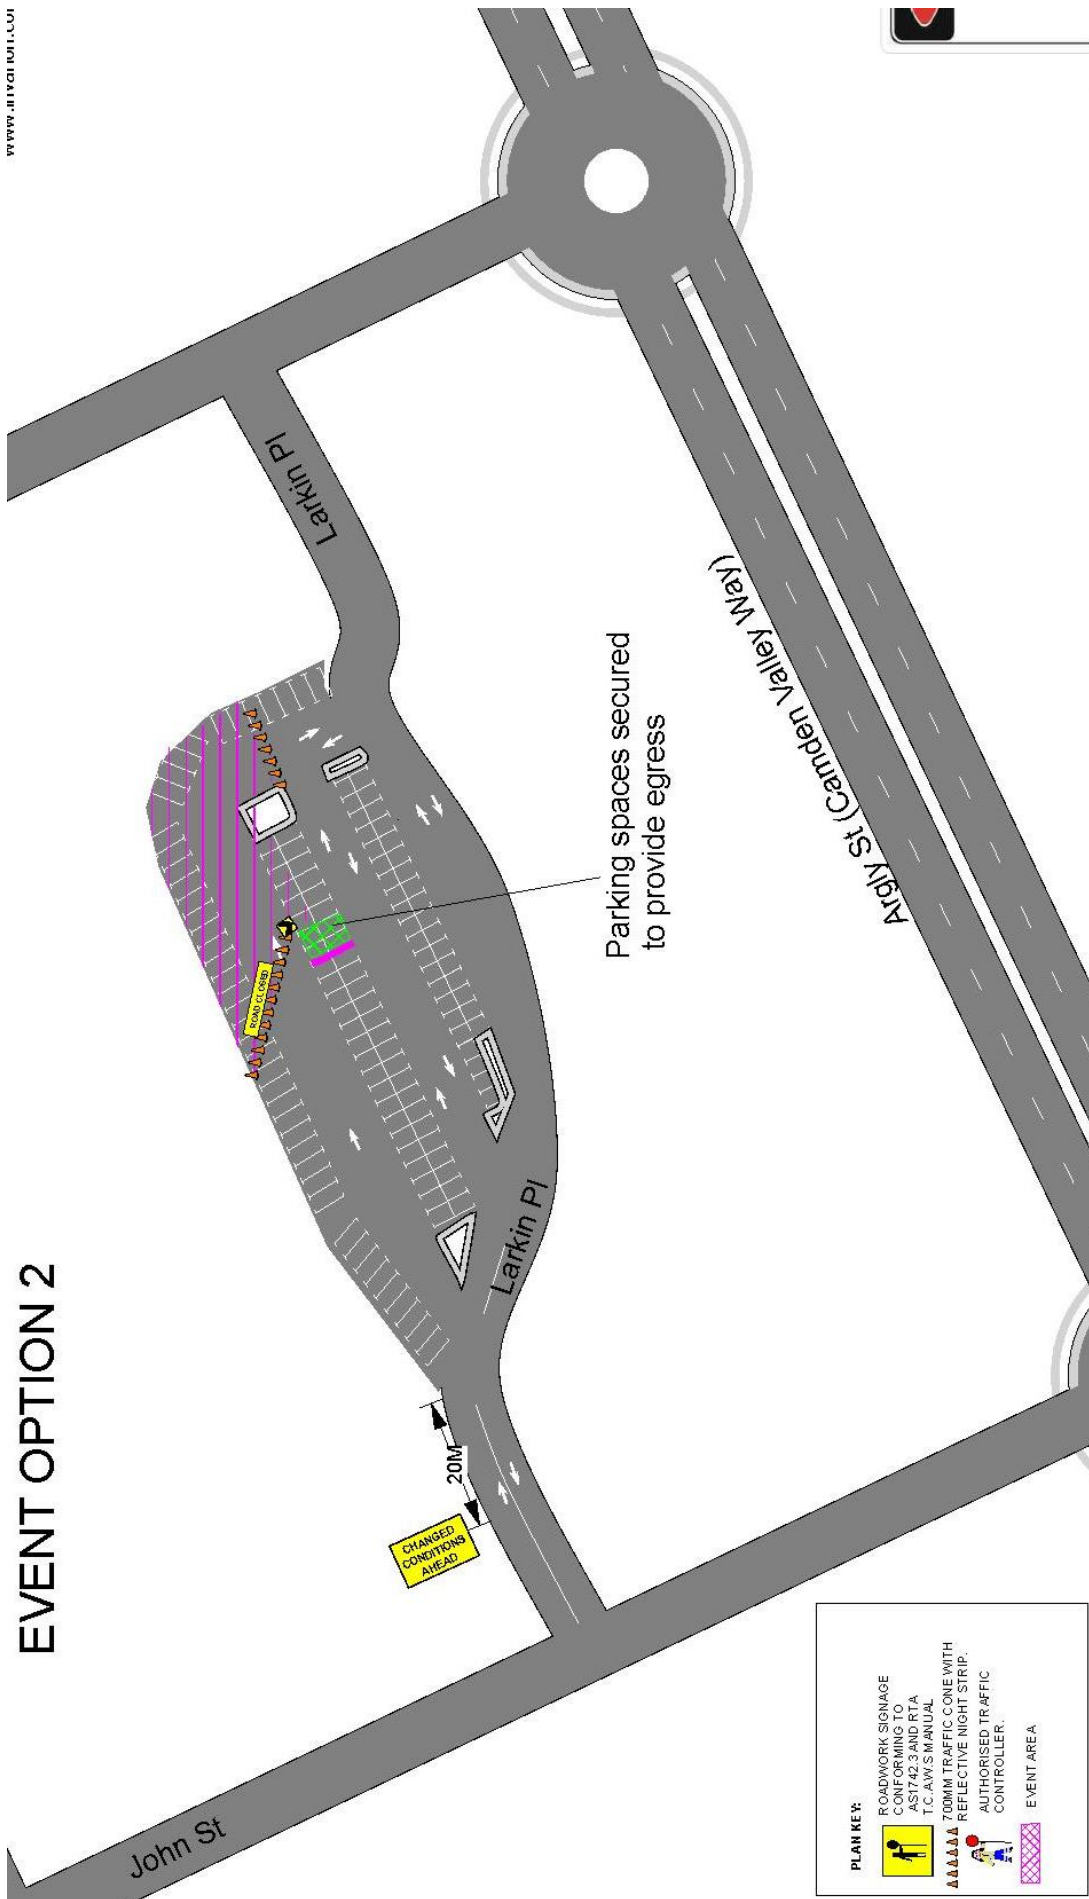 EVENT OPTION 2
John St
CHANGED
CONDITIONS
AHEAD
20M
ROAD CLOSED
Larkin Pl
Larkin Pl
Parking spaces secured
to provide egress
Argly St (Camden Valley Way)
PLAN KEY:
ROADWORK SIGNAGE
CONFORMING TO
AS1742.3 AND RTA
T.C.A.W.S MANUAL
700MM TRAFFIC CONE WITH
REFLECTIVE NIGHT STRIP.
AUTHORISED TRAFFIC
CONTROLLER.
EVENT AREA